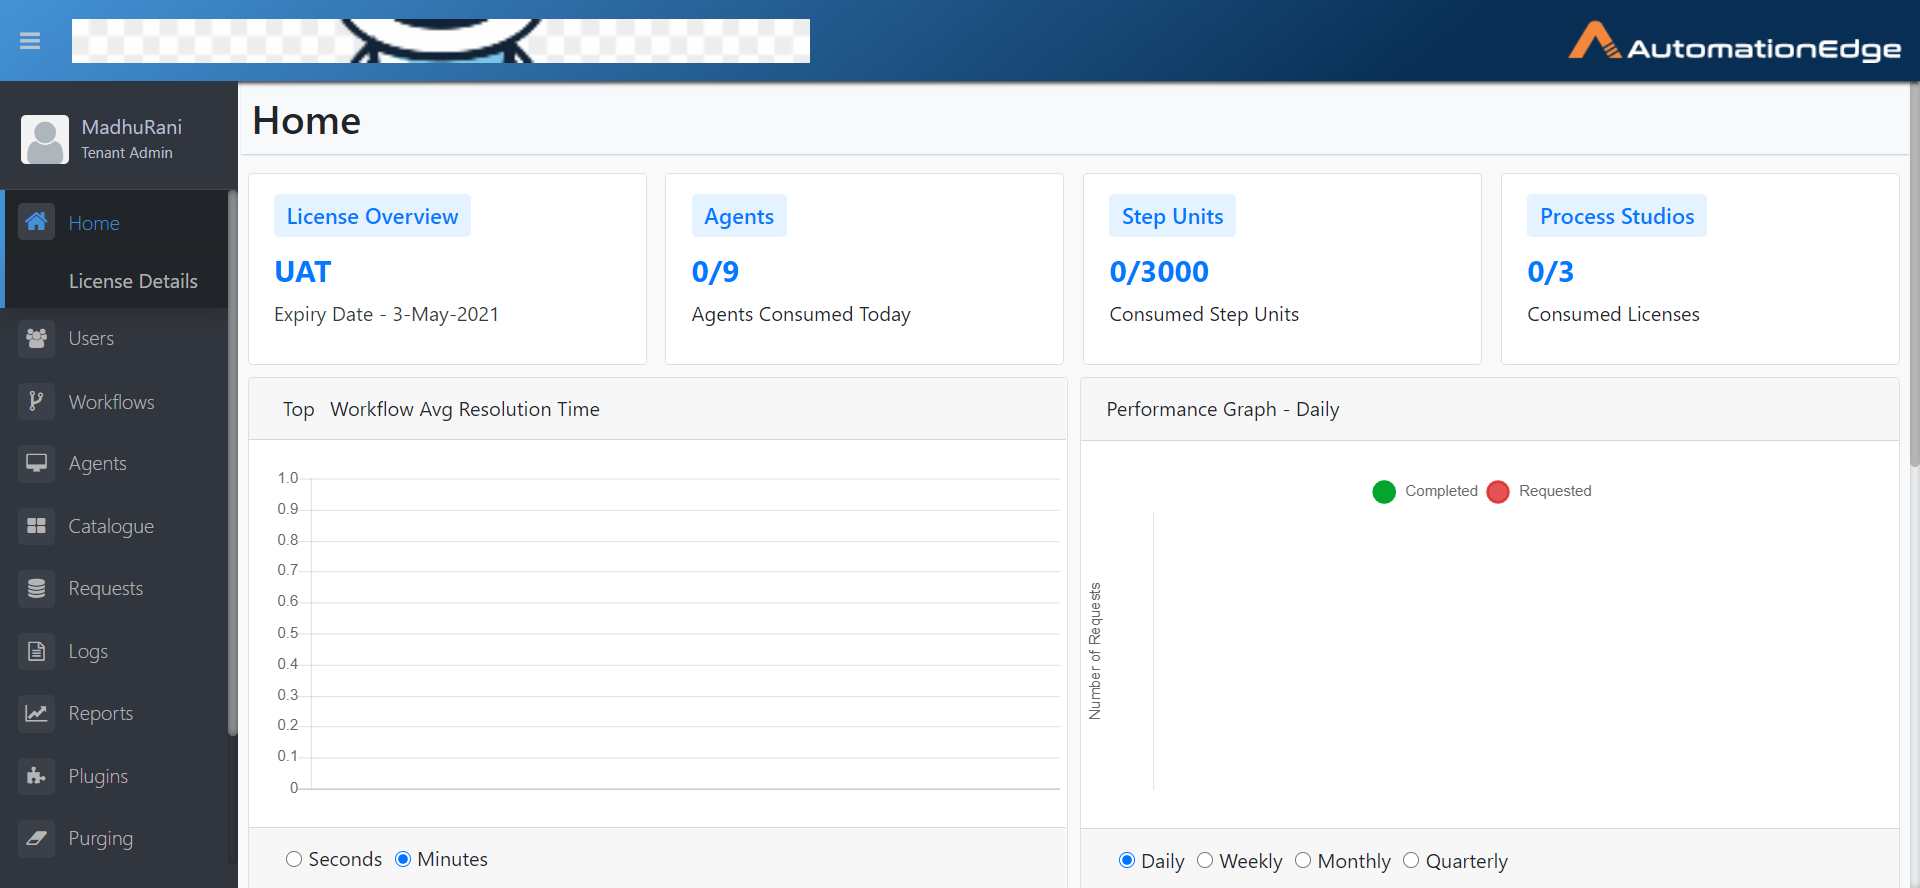 AutomationEdge
MadhuRani
Tenant Admin
Home
License Details
Users
Workflows
Agents
Catalogue
Requests
Logs
Reports
Plugins
Purging
Home
License Overview
UAT
Expiry Date - 3-May-2021
Agents
0/9
Agents Consumed Today
Step Units
0/3000
Consumed Step Units
Process Studios
0/3
Consumed Licenses
Top Workflow Avg Resolution Time
1.0
0.9
0.8
0.7
0.6
0.5
0.4
0.3
0.2
0.1
0
Seconds Minutes
Performance Graph - Daily
Completed Requested
Number of Requests
Daily Weekly Monthly Quarterly